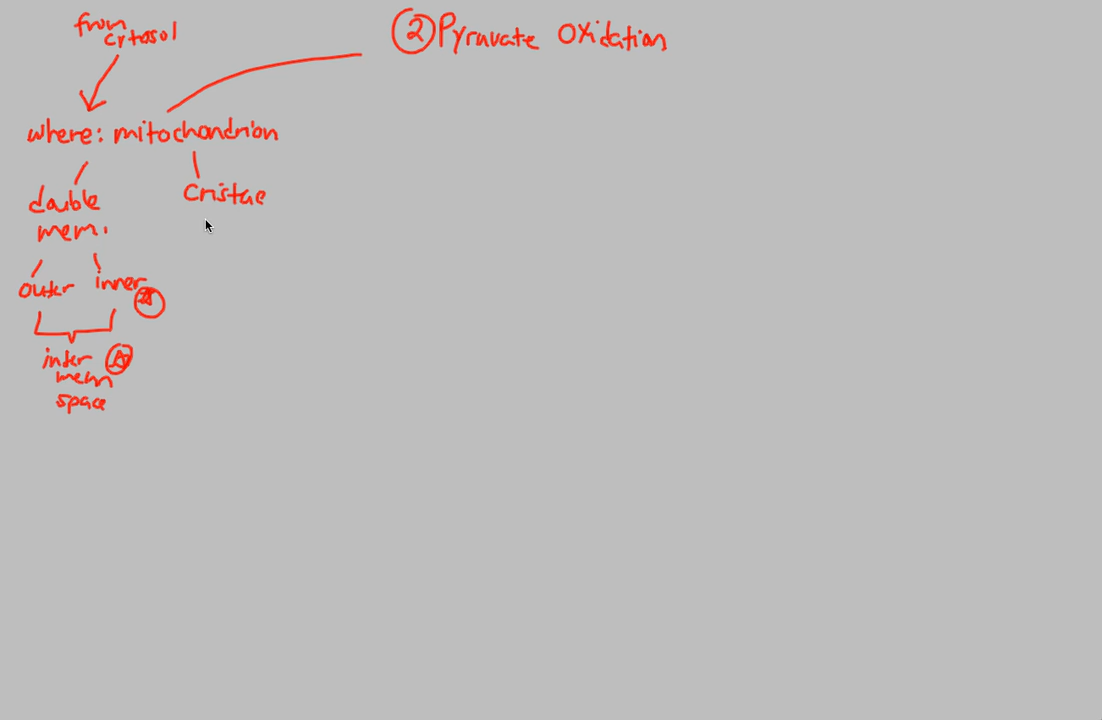 from
cytosol
② Pyruvate Oxidation
where: mitochondrion
double
mem.
Cristae
outer inner
inter
mem
space